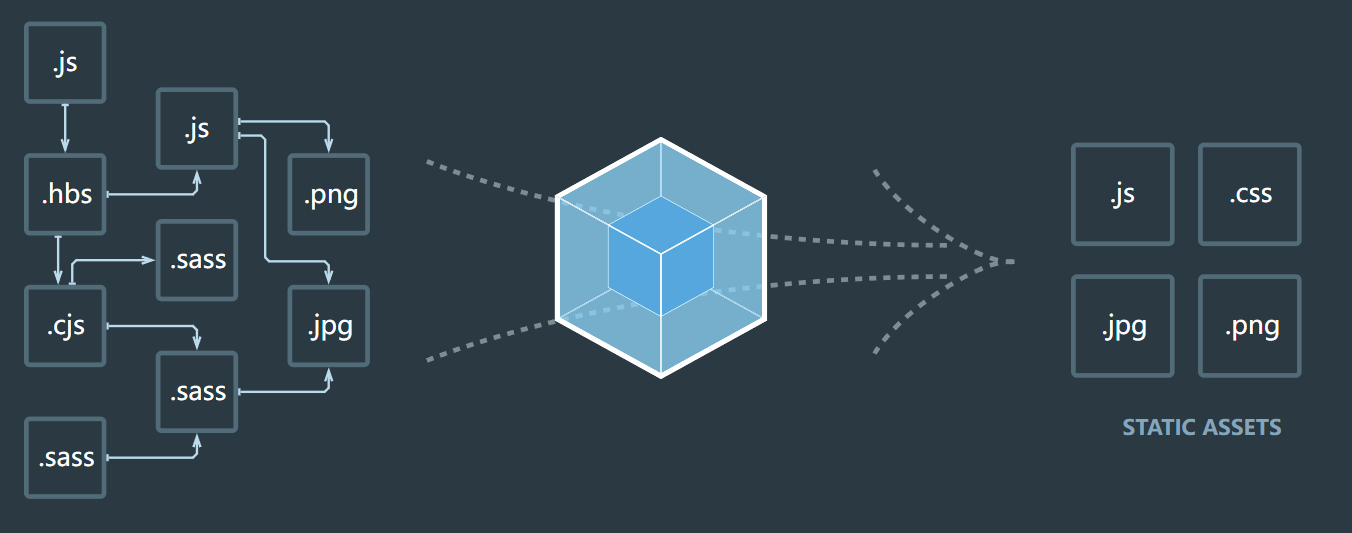 .js
.js
.hbs
.png
.sass
.cjs
.jpg
.sass
.sass
.js
.css
.jpg
.png
STATIC ASSETS